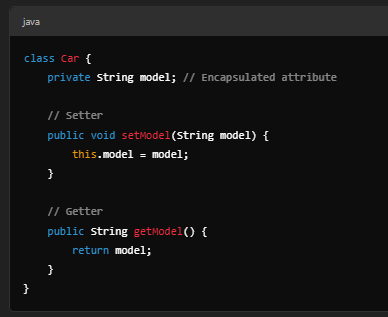 java
class Car {
    private String model; // Encapsulated attribute

    // Setter
    public void setModel(String model) {
        this.model = model;
    }

    // Getter
    public String getModel() {
        return model;
    }
}